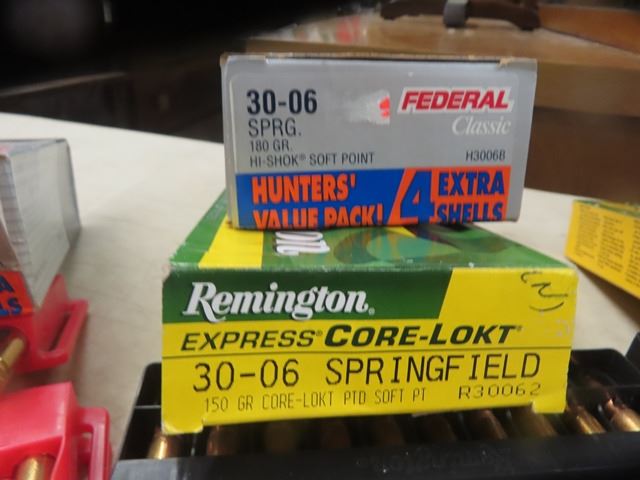 30-06
SPRG.
180 GR.
HI-SHOK® SOFT POINT
FEDERAL
Classic
H3006B
HUNTERS'
VALUE PACK!
4 EXTRA
SHELLS
Remington®
EXPRESS® CORE-LOKT®
30-06 SPRINGFIELD
150 GR CORE-LOKT PTD SOFT PT R30062
(N)